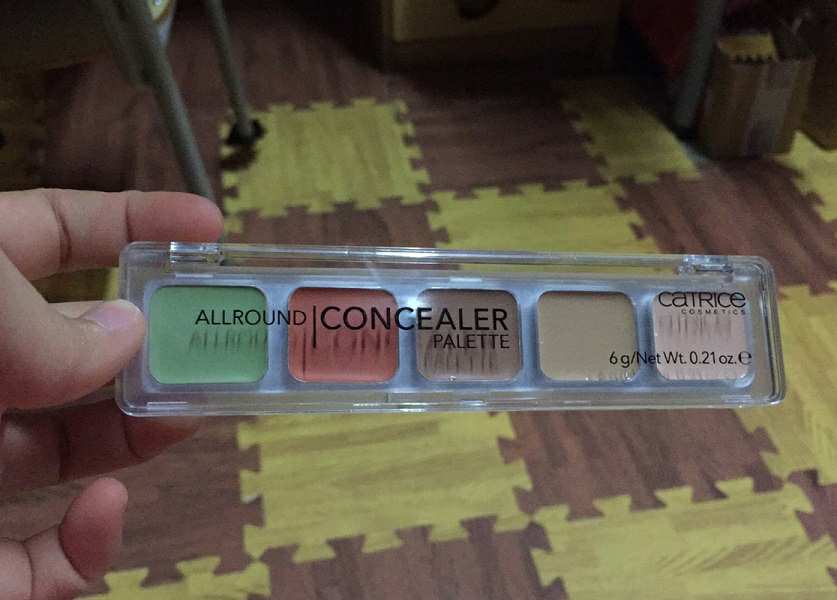 ALLROUND | CONCEALER
PALETTE
CATRICE
COSMETICS
6 g/Net Wt. 0.21 oz. e